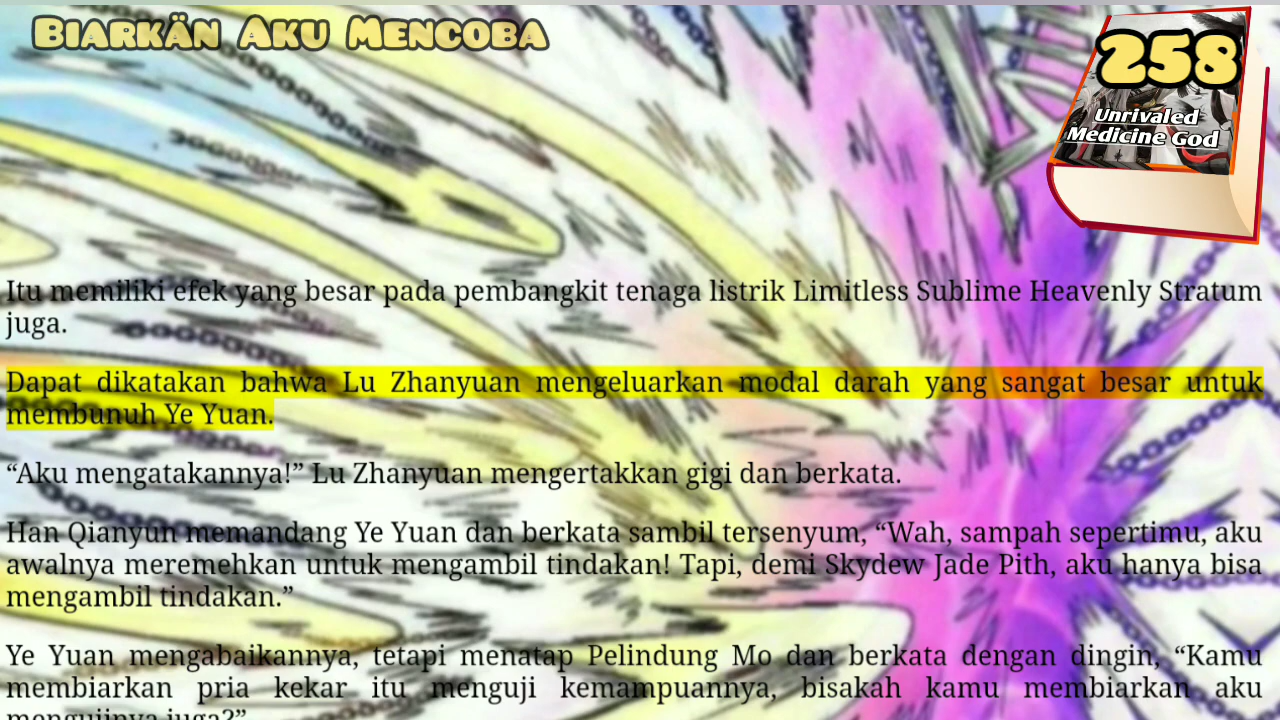 Biarkän Aku Mencoba
258
Unrivaled
Medicine God
Itu memiliki efek yang besar pada pembangkit tenaga listrik Limitless Sublime Heavenly Stratum
juga.
Dapat dikatakan bahwa Lu Zhanyuan mengeluarkan modal darah yang sangat besar untuk
membunuh Ye Yuan.
“Aku mengatakannya!” Lu Zhanyuan mengertakkan gigi dan berkata.
Han Qianyun memandang Ye Yuan dan berkata sambil tersenyum, “Wah, sampah sepertimu, aku
awalnya meremehkan untuk mengambil tindakan! Tapi, demi Skydew Jade Pith, aku hanya bisa
mengambil tindakan.”
Ye Yuan mengabaikannya, tetapi menatap Pelindung Mo dan berkata dengan dingin, “Kamu
membiarkan pria kekar itu menguji kemampuannya, bisakah kamu membiarkan aku
mengujinya juga?”